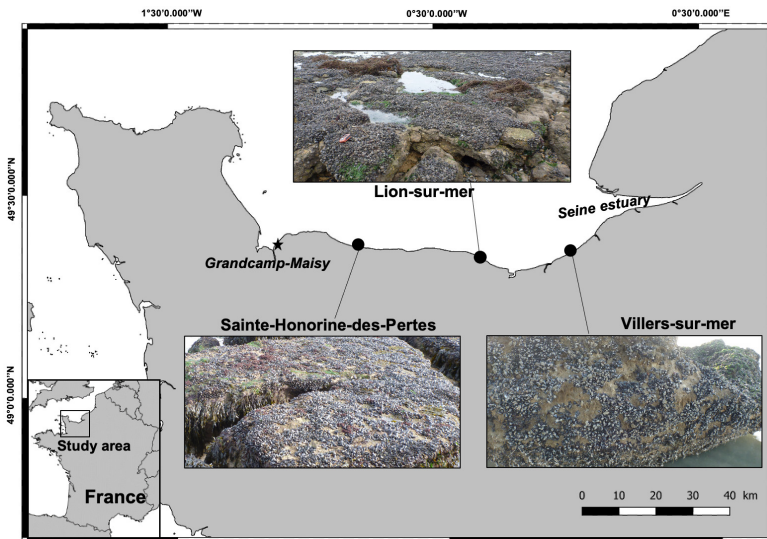 1°30'0.000"W
0°30'0.000"W
0°30'0.000"E
49°30'0.000"N
49°0'0.000"N
Lion-sur-mer
Seine estuary
Grandcamp-Maisy
Sainte-Honorine-des-Pertes
Villers-sur-mer
Study area
France
0 10 20 30 40 km